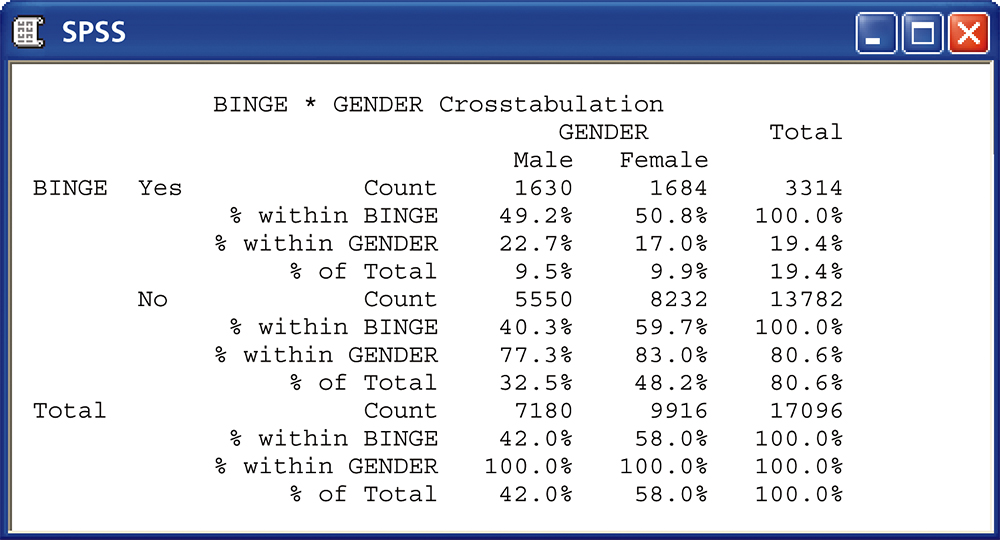 SPSS
BINGE * GENDER Crosstabulation
GENDER Total
Male Female
BINGE Yes Count 1630 1684 3314
% within BINGE 49.2% 50.8% 100.0%
% within GENDER 22.7% 17.0% 19.4%
% of Total 9.5% 9.9% 19.4%
No Count 5550 8232 13782
% within BINGE 40.3% 59.7% 100.0%
% within GENDER 77.3% 83.0% 80.6%
% of Total 32.5% 48.2% 80.6%
Total Count 7180 9916 17096
% within BINGE 42.0% 58.0% 100.0%
% within GENDER 100.0% 100.0% 100.0%
% of Total 42.0% 58.0% 100.0%